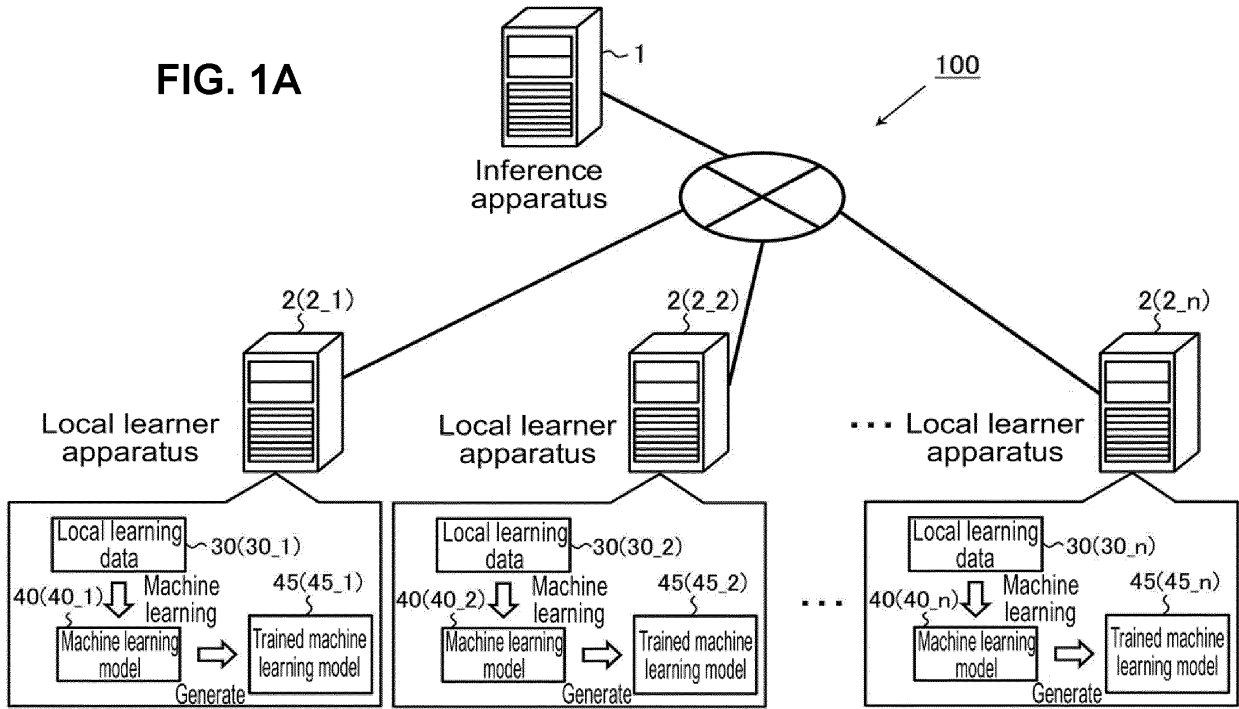 FIG. 1A
1
100
Inference
apparatus
2(2_1)
2(2_2)
2(2_n)
Local learner
apparatus
Local learner
apparatus
... Local learner
apparatus
Local learning
data
30(30_1)
Machine
learning
40(40_1)
45(45_1)
Machine learning
model
Generate
Trained machine
learning model
Local learning
data
30(30_2)
Machine
learning
40(40_2)
45(45_2)
Machine learning
model
Generate
Trained machine
learning model
...
Local learning
data
30(30_n)
Machine
learning
40(40_n)
45(45_n)
Machine learning
model
Generate
Trained machine
learning model